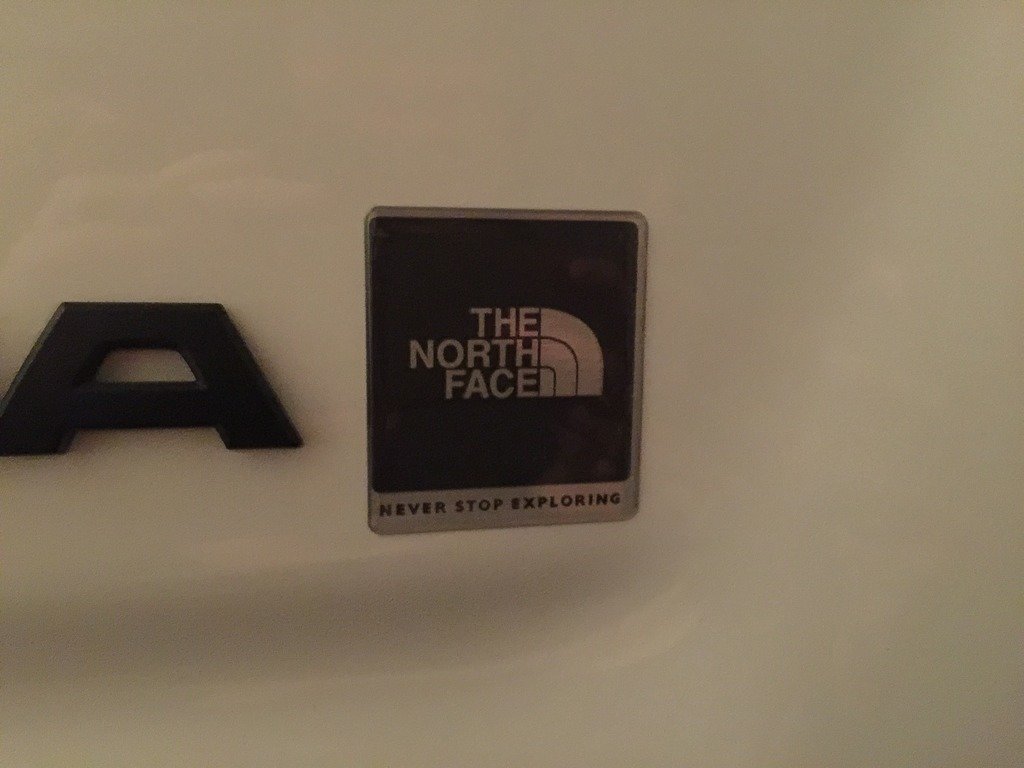 A
THE
NORTH
FACE
NEVER STOP EXPLORING